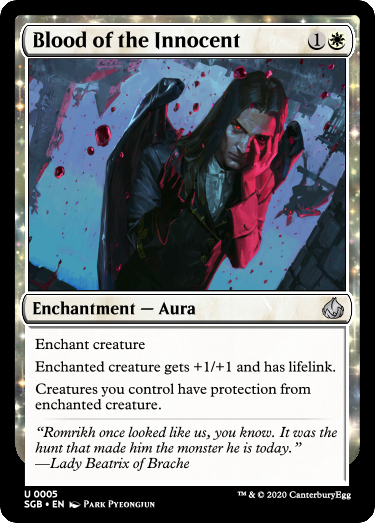 Blood of the Innocent 1
Enchantment — Aura
Enchant creature
Enchanted creature gets +1/+1 and has lifelink.
Creatures you control have protection from
enchanted creature.
“Romrikh once looked like us, you know. It was the
hunt that made him the monster he is today.”
—Lady Beatrix of Brache
U 0005
SGB • EN Park Pyeongjun
™ & © 2020 CanterburyEgg